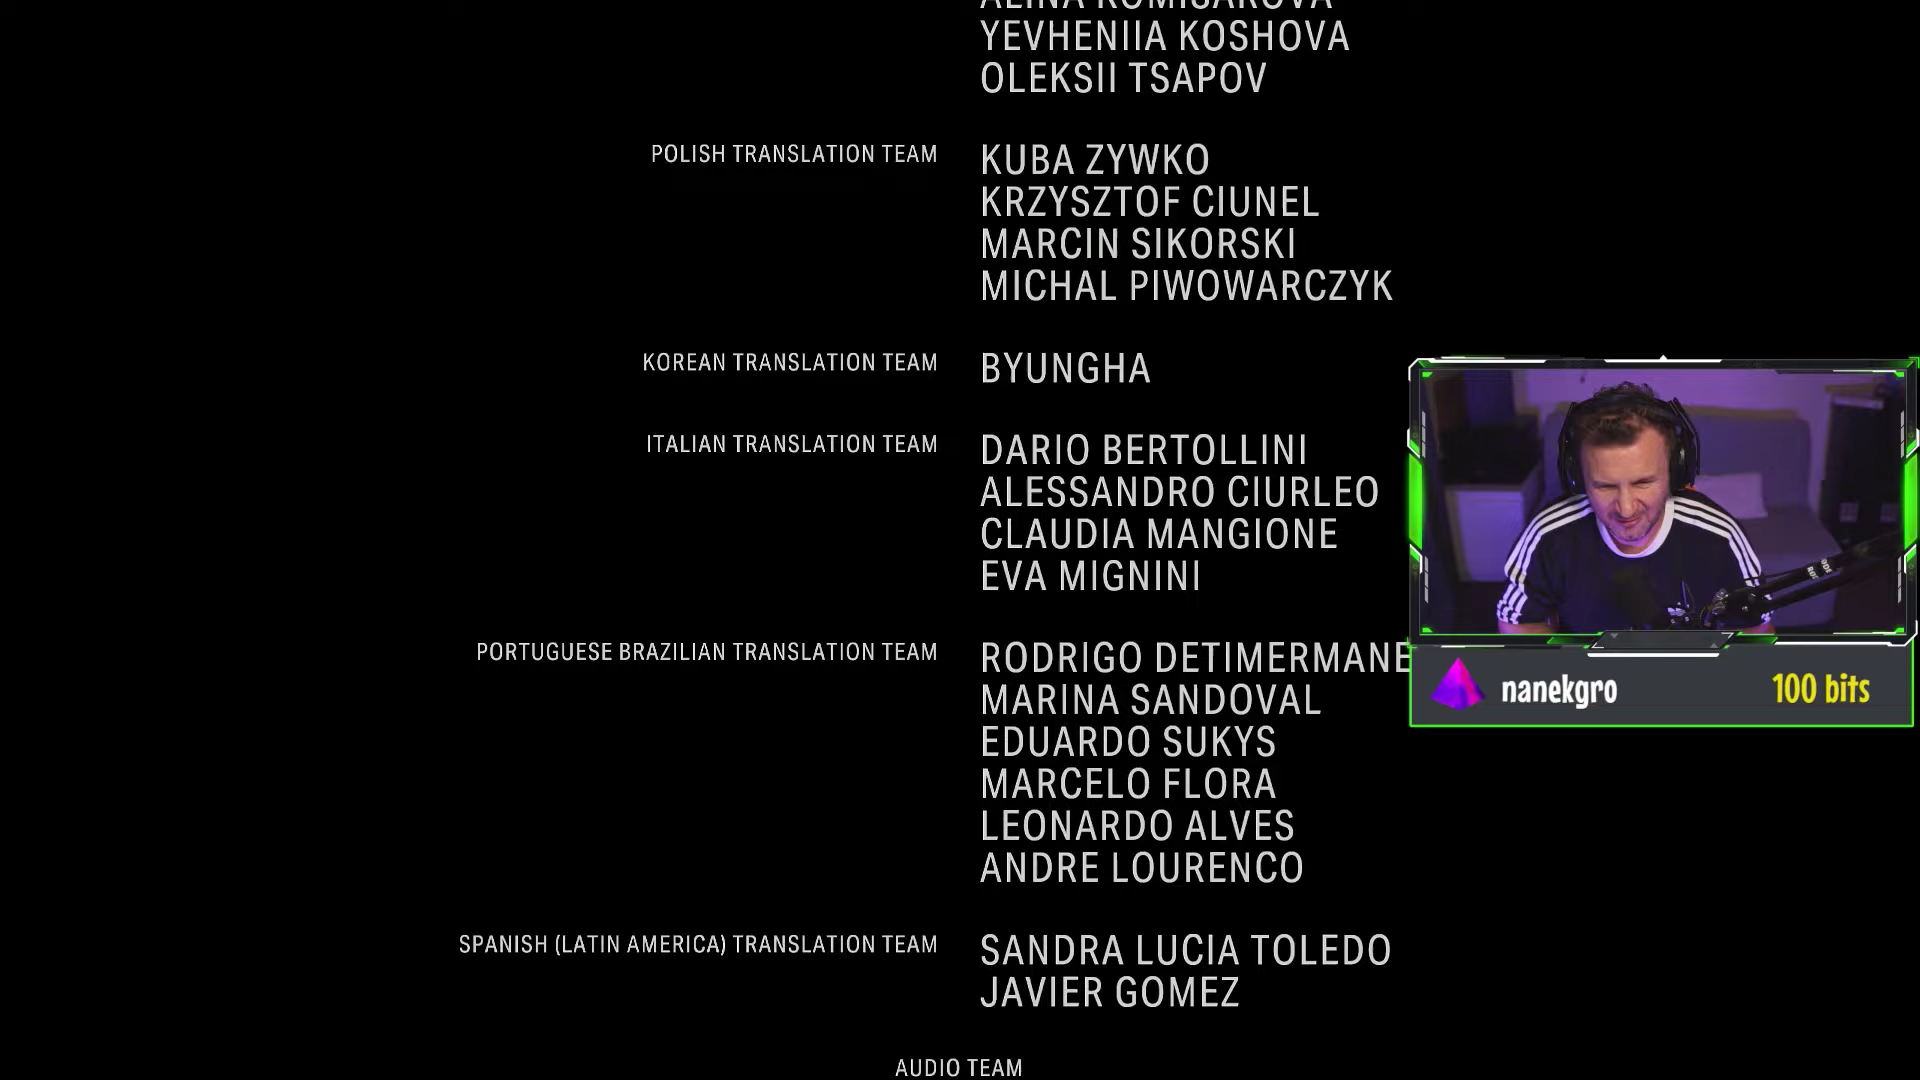 YEVHENIIA KOSHOVA
OLEKSII TSAPOV
POLISH TRANSLATION TEAM KUBA ZYWKO
KRZYSZTOF CIUNEL
MARCIN SIKORSKI
MICHAL PIWOWARCZYK
KOREAN TRANSLATION TEAM BYUNGHA
ITALIAN TRANSLATION TEAM DARIO BERTOLLINI
ALESSANDRO CIURLEO
CLAUDIA MANGIONE
EVA MIGNINI
PORTUGUESE BRAZILIAN TRANSLATION TEAM RODRIGO DETIMERMANE
MARINA SANDOVAL
EDUARDO SUKYS
MARCELO FLORA
LEONARDO ALVES
ANDRE LOURENCO
SPANISH (LATIN AMERICA) TRANSLATION TEAM SANDRA LUCIA TOLEDO
JAVIER GOMEZ
AUDIO TEAM
nanekgro 100 bits